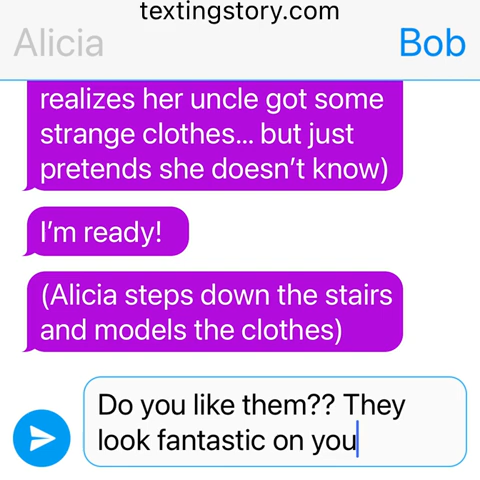 textingstory.com
Alicia
Bob
realizes her uncle got some
strange clothes... but just
pretends she doesn’t know)
I’m ready!
(Alicia steps down the stairs
and models the clothes)
Do you like them?? They
look fantastic on you